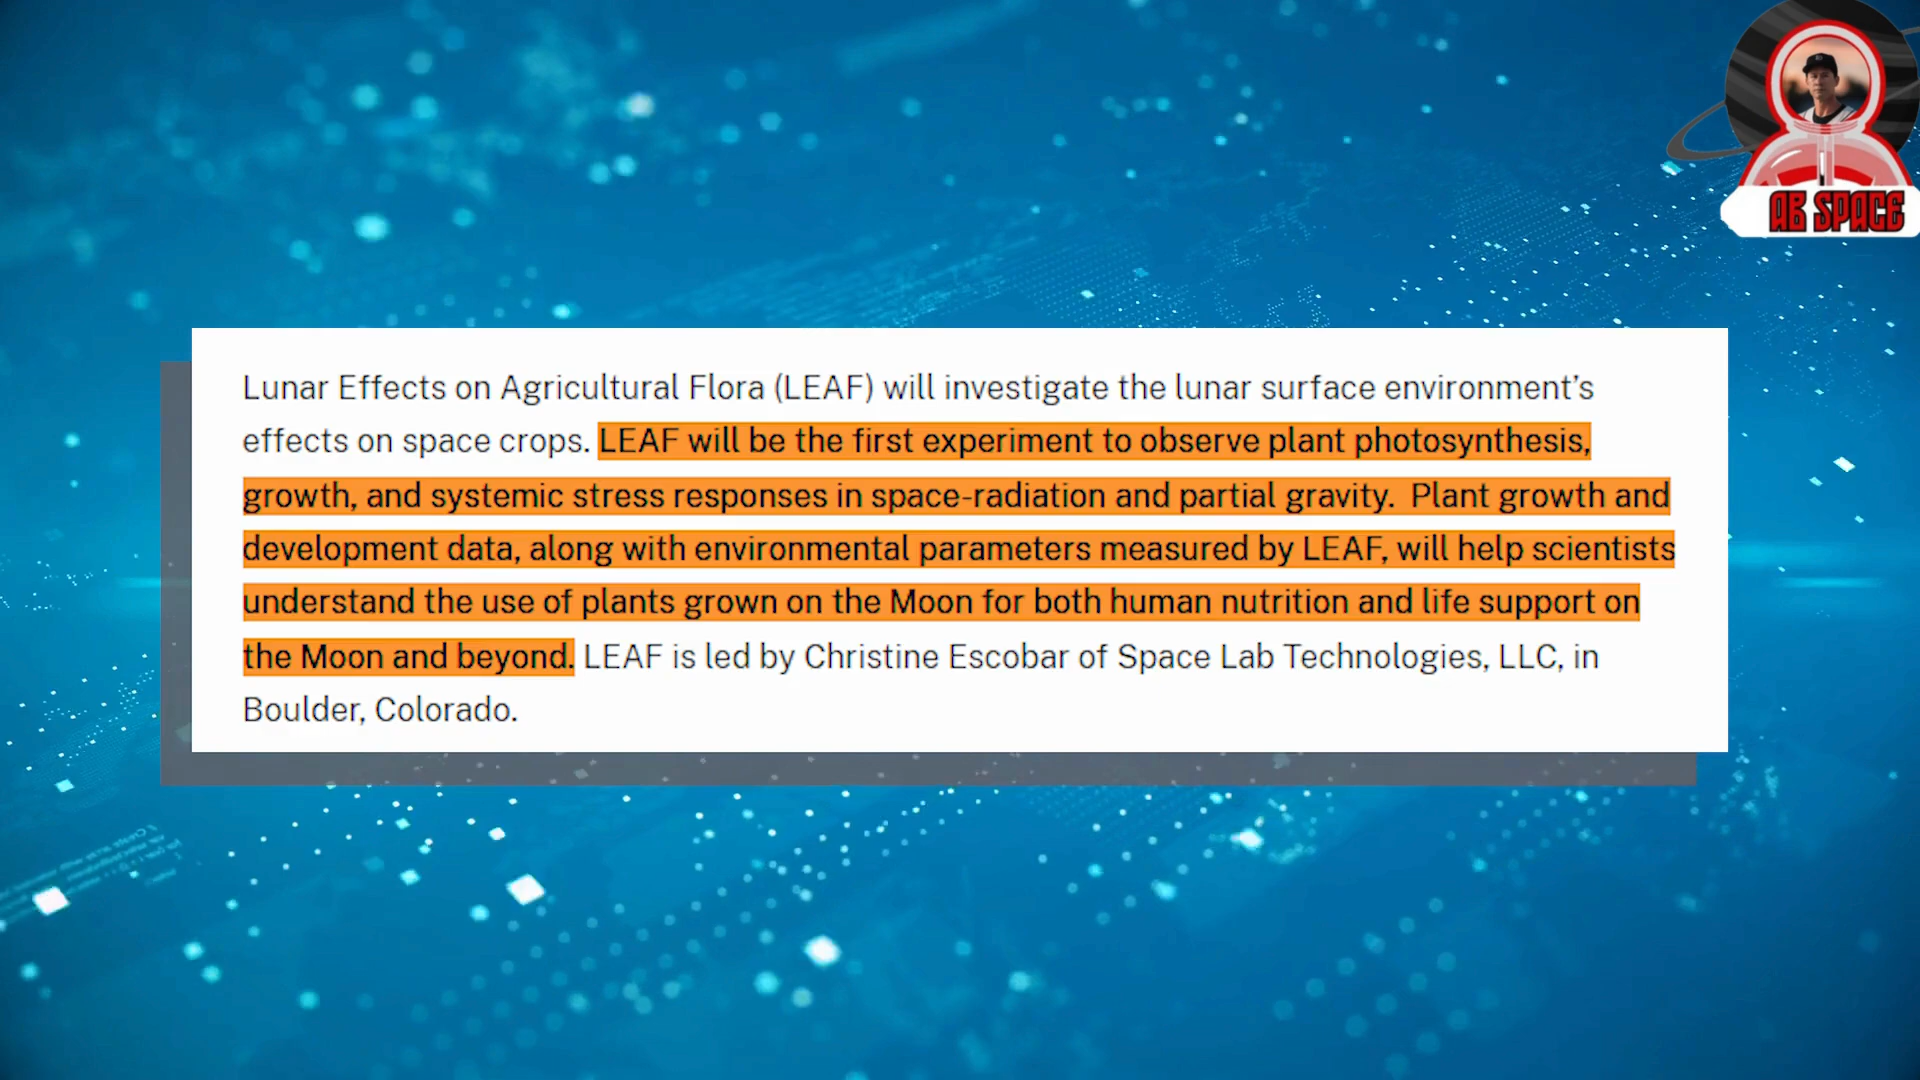 AB SPACE
Lunar Effects on Agricultural Flora (LEAF) will investigate the lunar surface environment’s
effects on space crops. LEAF will be the first experiment to observe plant photosynthesis,
growth, and systemic stress responses in space-radiation and partial gravity.  Plant growth and
development data, along with environmental parameters measured by LEAF, will help scientists
understand the use of plants grown on the Moon for both human nutrition and life support on
the Moon and beyond. LEAF is led by Christine Escobar of Space Lab Technologies, LLC, in
Boulder, Colorado.